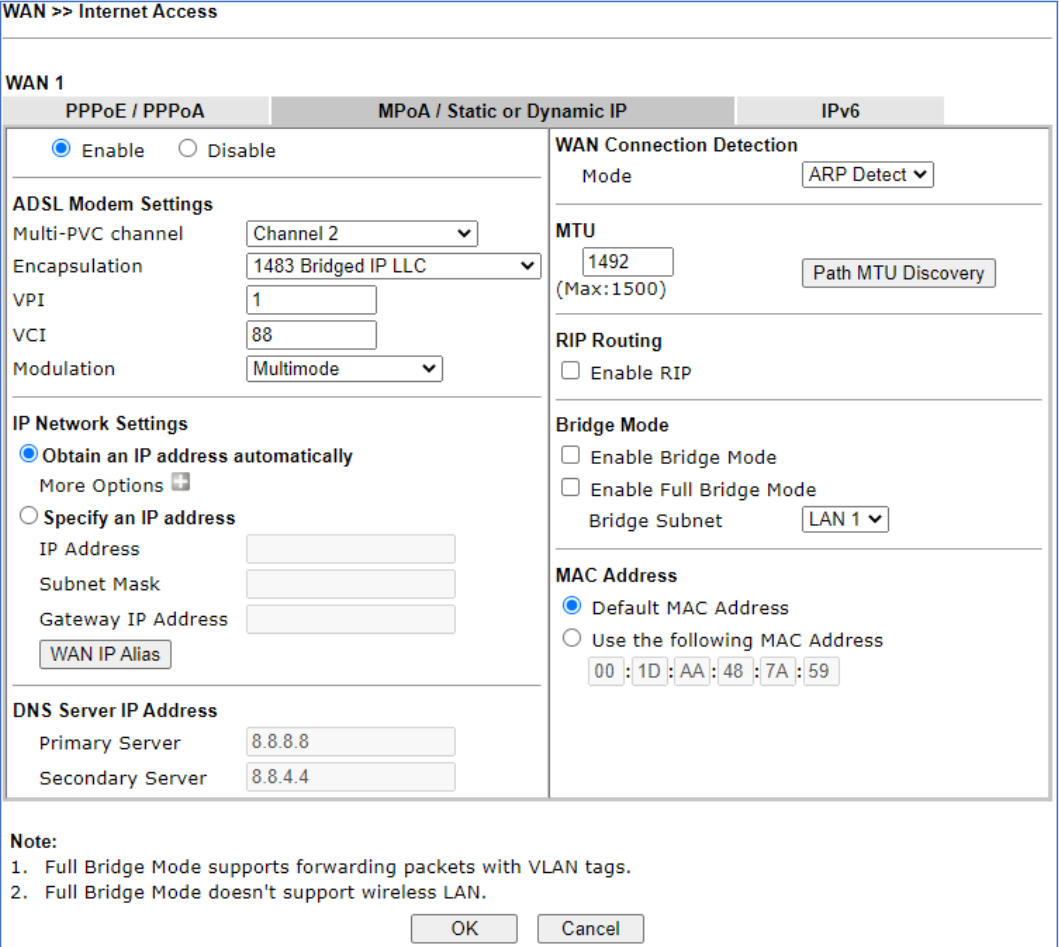 WAN >> Internet Access
WAN 1
PPPoE / PPPoA
MPoA / Static or Dynamic IP
IPv6
Enable Disable
ADSL Modem Settings
Multi-PVC channel Channel 2
Encapsulation 1483 Bridged IP LLC
VPI 1
VCI 88
Modulation Multimode
IP Network Settings
Obtain an IP address automatically
More Options
Specify an IP address
IP Address
Subnet Mask
Gateway IP Address
WAN IP Alias
DNS Server IP Address
Primary Server 8.8.8.8
Secondary Server 8.8.4.4
WAN Connection Detection
Mode ARP Detect
MTU
1492
(Max:1500) Path MTU Discovery
RIP Routing
Enable RIP
Bridge Mode
Enable Bridge Mode
Enable Full Bridge Mode
Bridge Subnet LAN 1
MAC Address
Default MAC Address
Use the following MAC Address
00 : 1D : AA : 48 : 7A : 59
Note:
1. Full Bridge Mode supports forwarding packets with VLAN tags.
2. Full Bridge Mode doesn't support wireless LAN.
OK Cancel